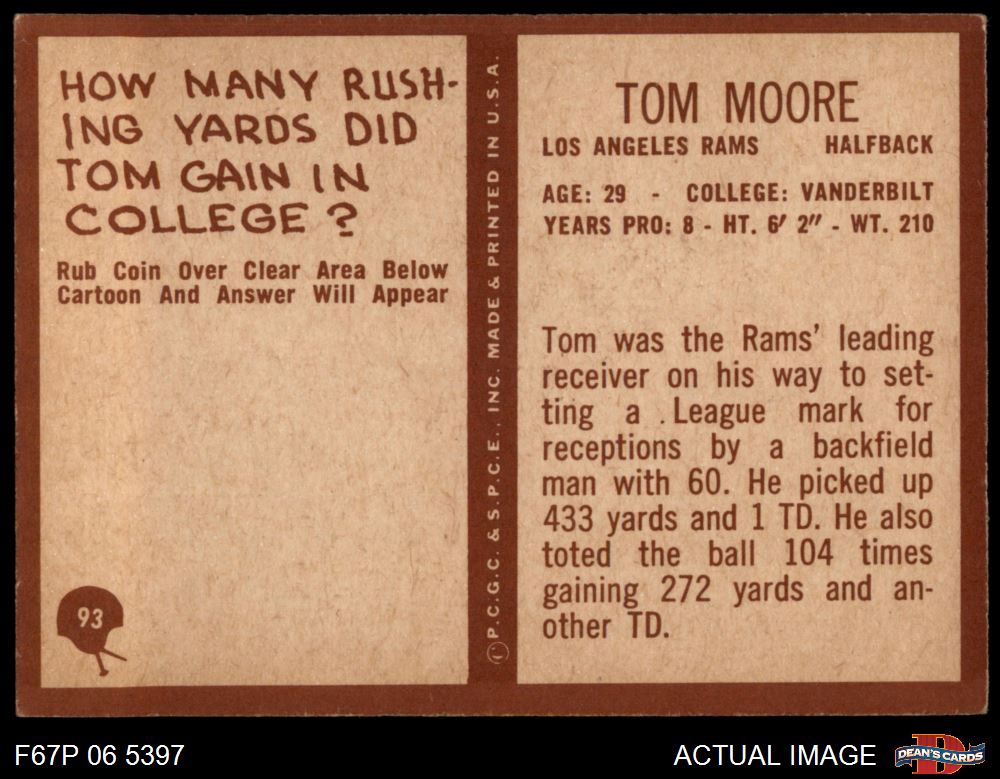 HOW MANY RUSH-
ING YARDS DID
TOM GAIN IN
COLLEGE?
Rub Coin Over Clear Area Below
Cartoon And Answer Will Appear
93
© P.C.G.C. & S.P.C.E., INC. MADE & PRINTED IN U.S.A.
TOM MOORE
LOS ANGELES RAMS HALFBACK
AGE: 29 - COLLEGE: VANDERBILT
YEARS PRO: 8 - HT. 6' 2" - WT. 210
Tom was the Rams' leading
receiver on his way to set-
ting a .League mark for
receptions by a backfield
man with 60. He picked up
433 yards and 1 TD. He also
toted the ball 104 times
gaining 272 yards and an-
other TD.
F67P 06 5397
ACTUAL IMAGE
D
DEAN'S CARDS